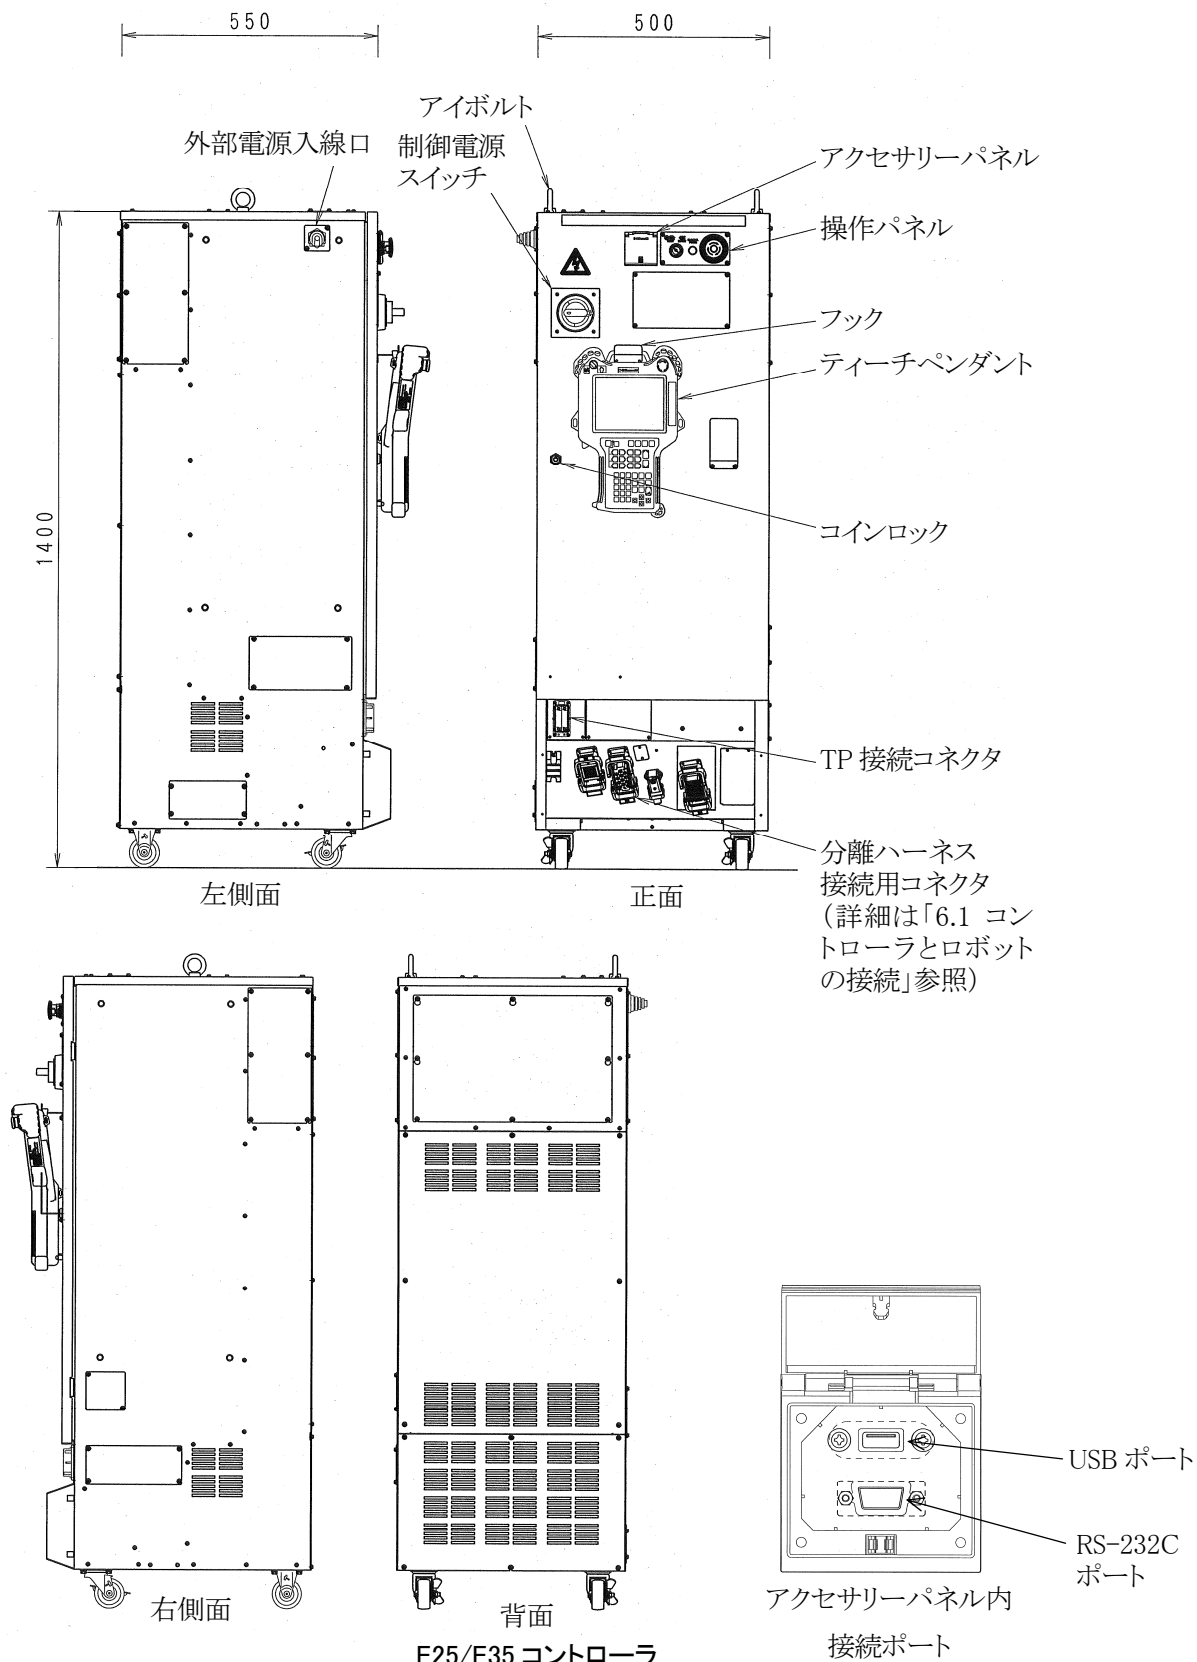 550
500
アイボルト
外部電源入線口
制御電源
スイッチ
アクセサリーパネル
操作パネル
フック
ティーチペンダント
1400
コインロック
TP 接続コネクタ
分離ハーネス
接続用コネクタ
（詳細は「6.1 コン
トローラとロボット
の接続」参照）
左側面
正面
USB ポート
RS-232C
ポート
右側面
背面
アクセサリーパネル内
接続ポート
E25/E35 コントローラ